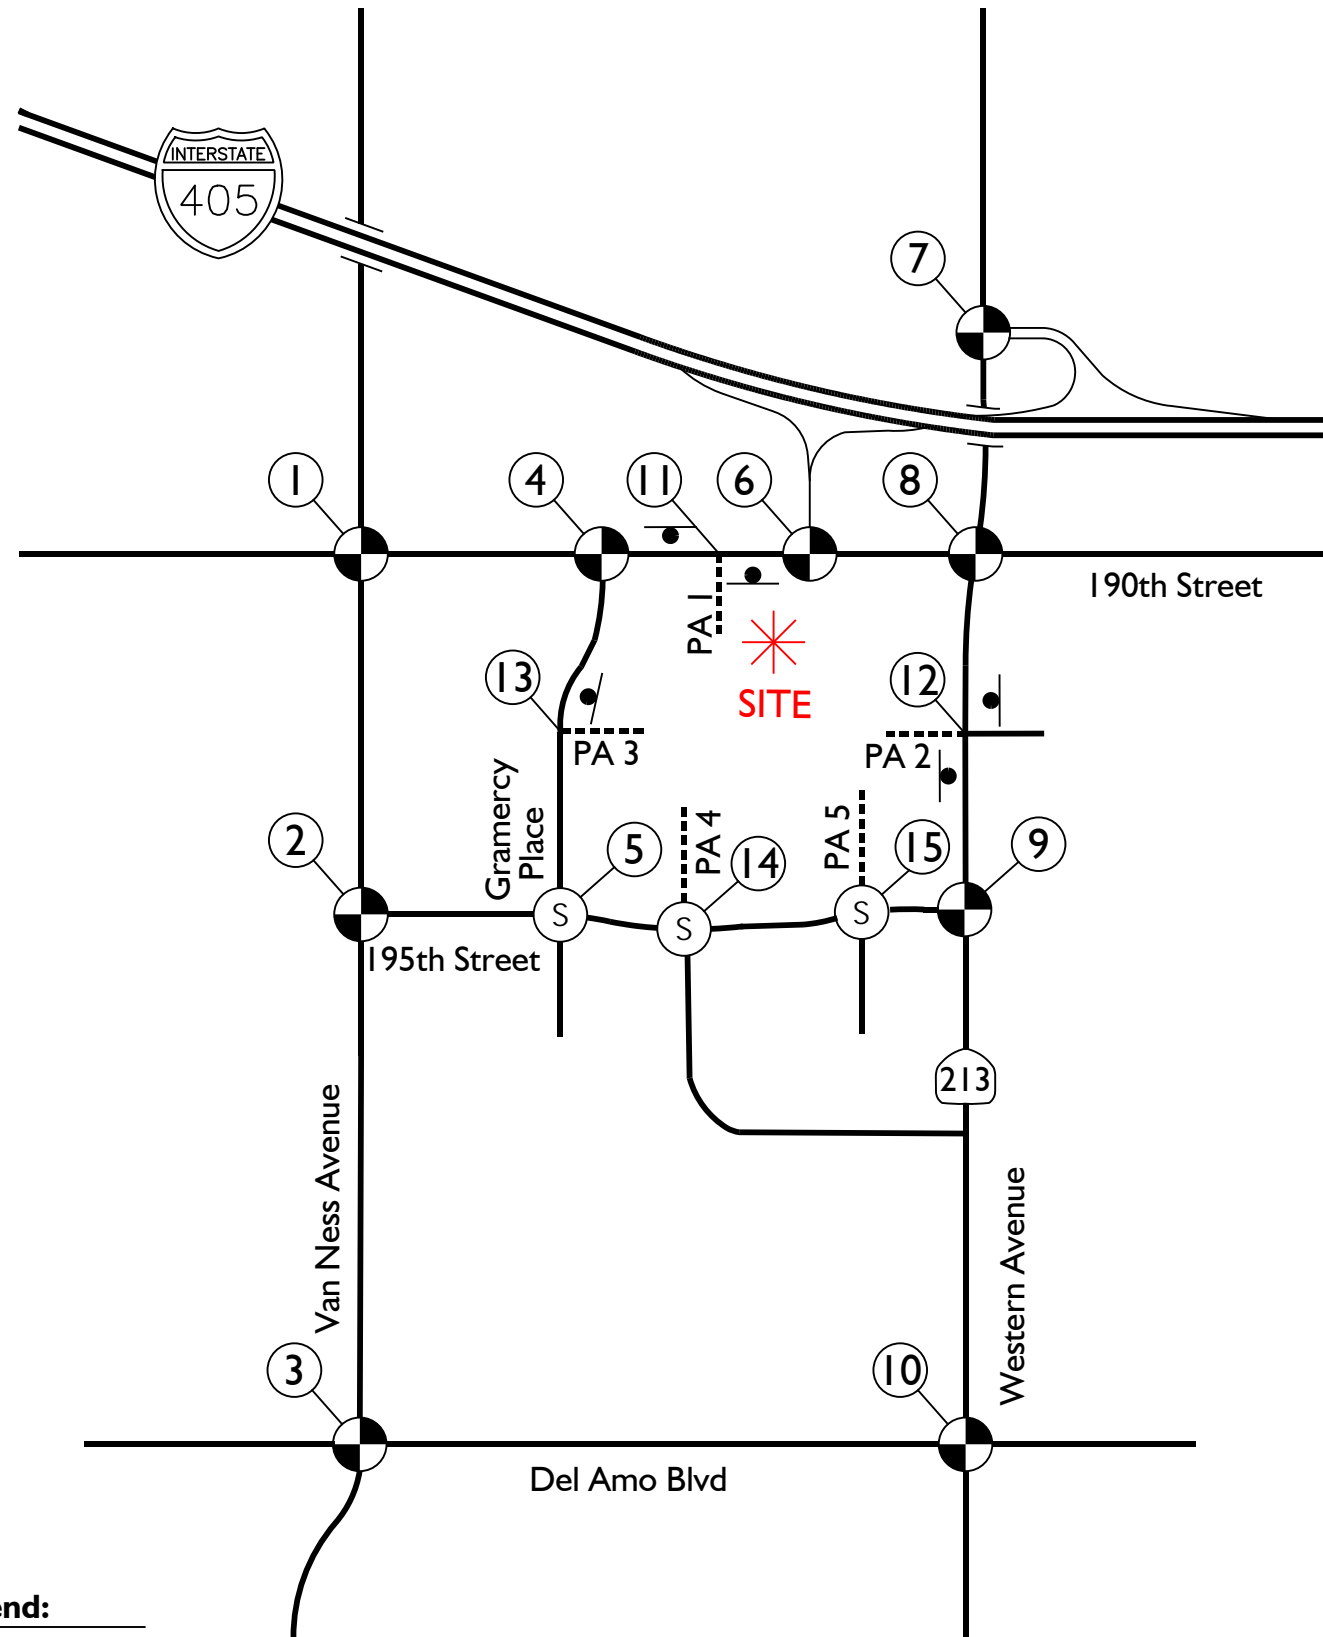 INTERSTATE
405
7
1
4
11
6
8
190th Street
PA 1
SITE
13
12
PA 3
PA 2
Gramercy
Place
PA 4
PA 5
2
5
14
15
9
S
S
S
195th Street
213
Van Ness Avenue
Western Avenue
3
10
Del Amo Blvd
end: